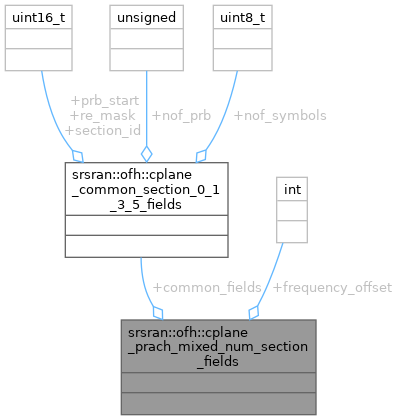 uint16_t
unsigned
uint8_t
+prb_start
+re_mask
+section_id
+nof_prb
+nof_symbols
srsran::ofh::cplane
_common_section_0_1
_3_5_fields
int
+common_fields
+frequency_offset
srsran::ofh::cplane
_prach_mixed_num_section
_fields